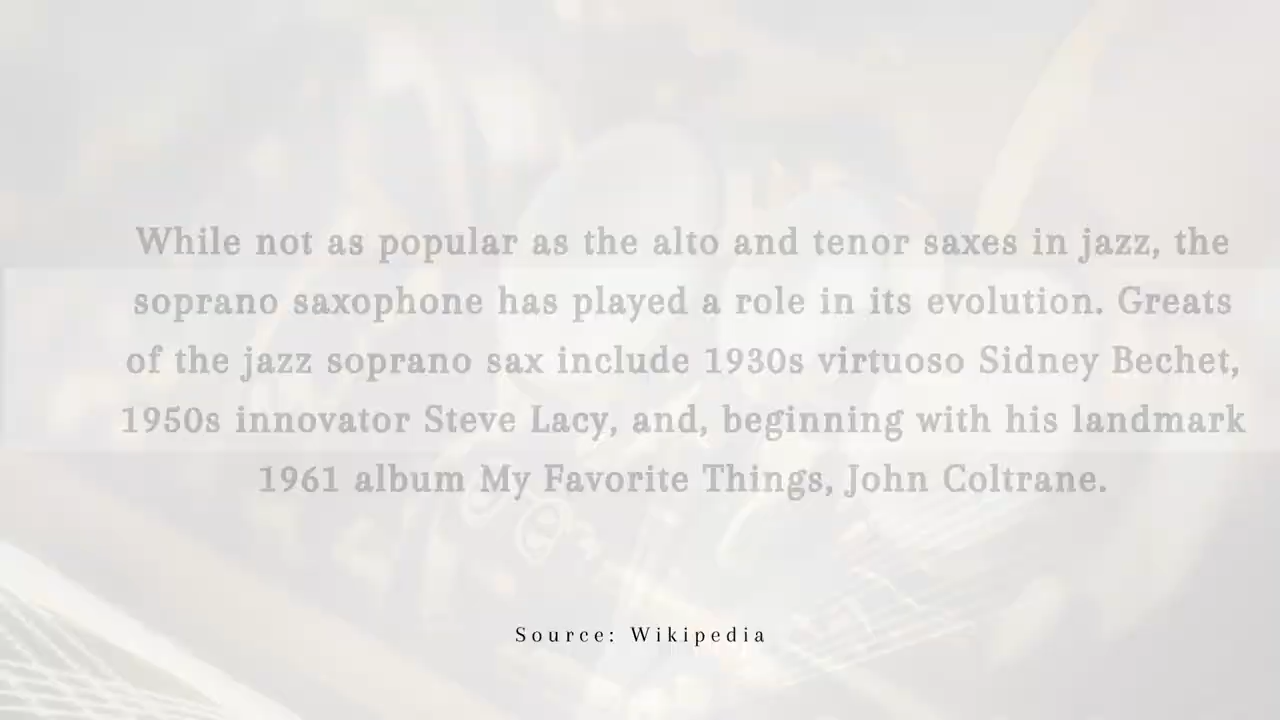 While not as popular as the alto and tenor saxes in jazz, the
soprano saxophone has played a role in its evolution. Greats
of the jazz soprano sax include 1930s virtuoso Sidney Bechet,
1950s innovator Steve Lacy, and, beginning with his landmark
1961 album My Favorite Things, John Coltrane.
Source: Wikipedia